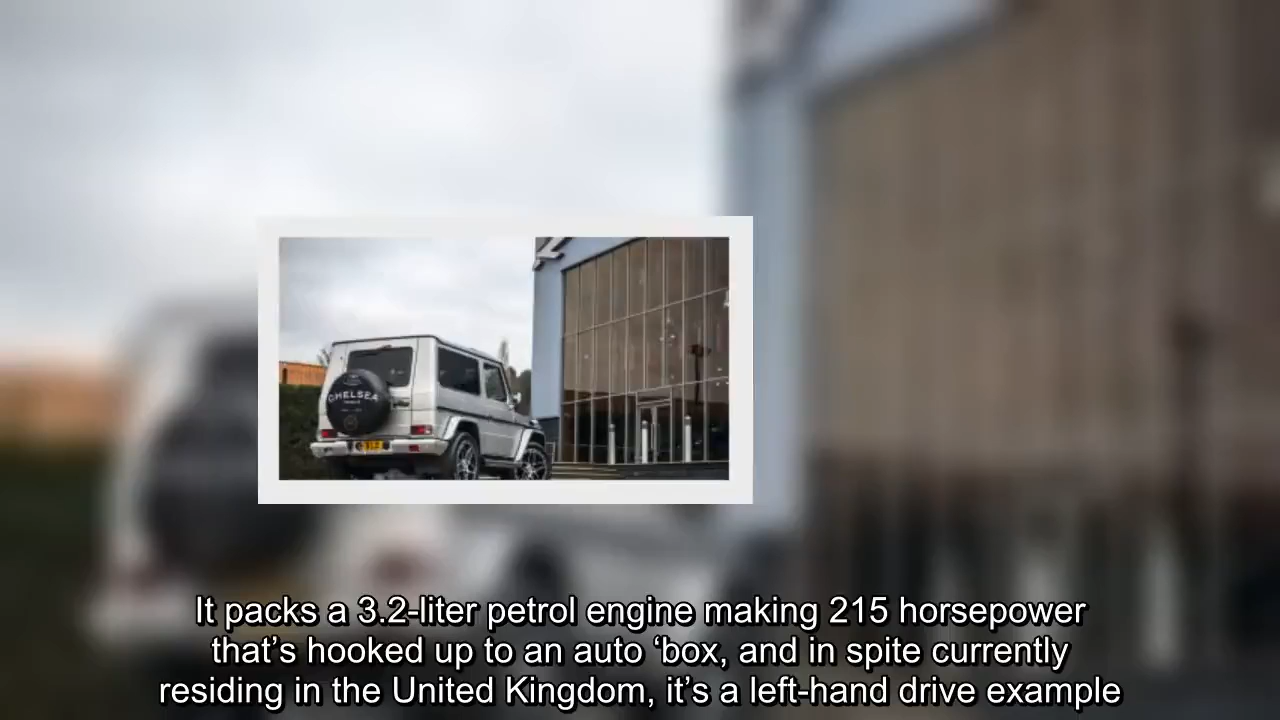 CHELSEA
It packs a 3.2-liter petrol engine making 215 horsepower
that’s hooked up to an auto ‘box, and in spite currently
residing in the United Kingdom, it’s a left-hand drive example